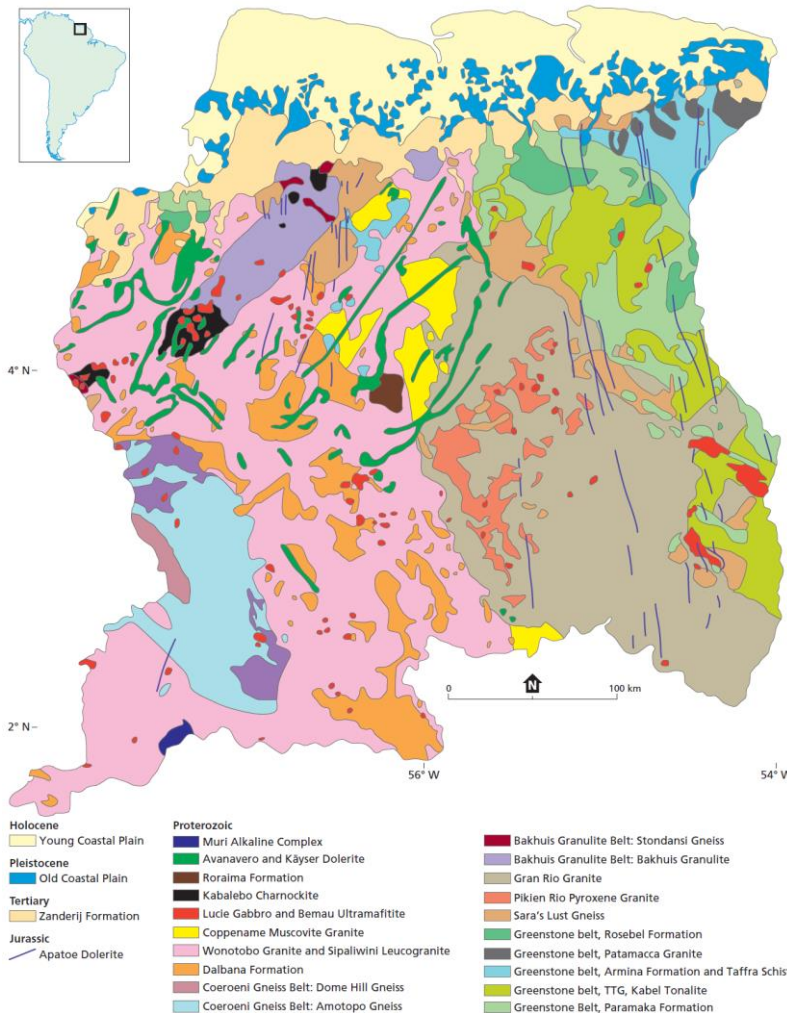 4° N
N
0 100 km
2° N
56° W 54° W
Holocene
Young Coastal Plain
Pleistocene
Old Coastal Plain
Tertiary
Zanderij Formation
Jurassic
Apatoe Dolerite
Proterozoic
Muri Alkaline Complex
Avanavero and Käyser Dolerite
Roraima Formation
Kabalebo Charnockite
Lucie Gabbro and Bemau Ultramafitite
Coppename Muscovite Granite
Wonotobo Granite and Sipaliwini Leucogranite
Dalbana Formation
Coeroeni Gneiss Belt: Dome Hill Gneiss
Coeroeni Gneiss Belt: Amotopo Gneiss
Bakhuis Granulite Belt: Stondansi Gneiss
Bakhuis Granulite Belt: Bakhuis Granulite
Gran Rio Granite
Pikien Rio Pyroxene Granite
Sara's Lust Gneiss
Greenstone belt, Rosebel Formation
Greenstone belt, Patamacca Granite
Greenstone belt, Armina Formation and Taffra Schist
Greenstone belt, TTG, Kabel Tonalite
Greenstone Belt, Paramaka Formation